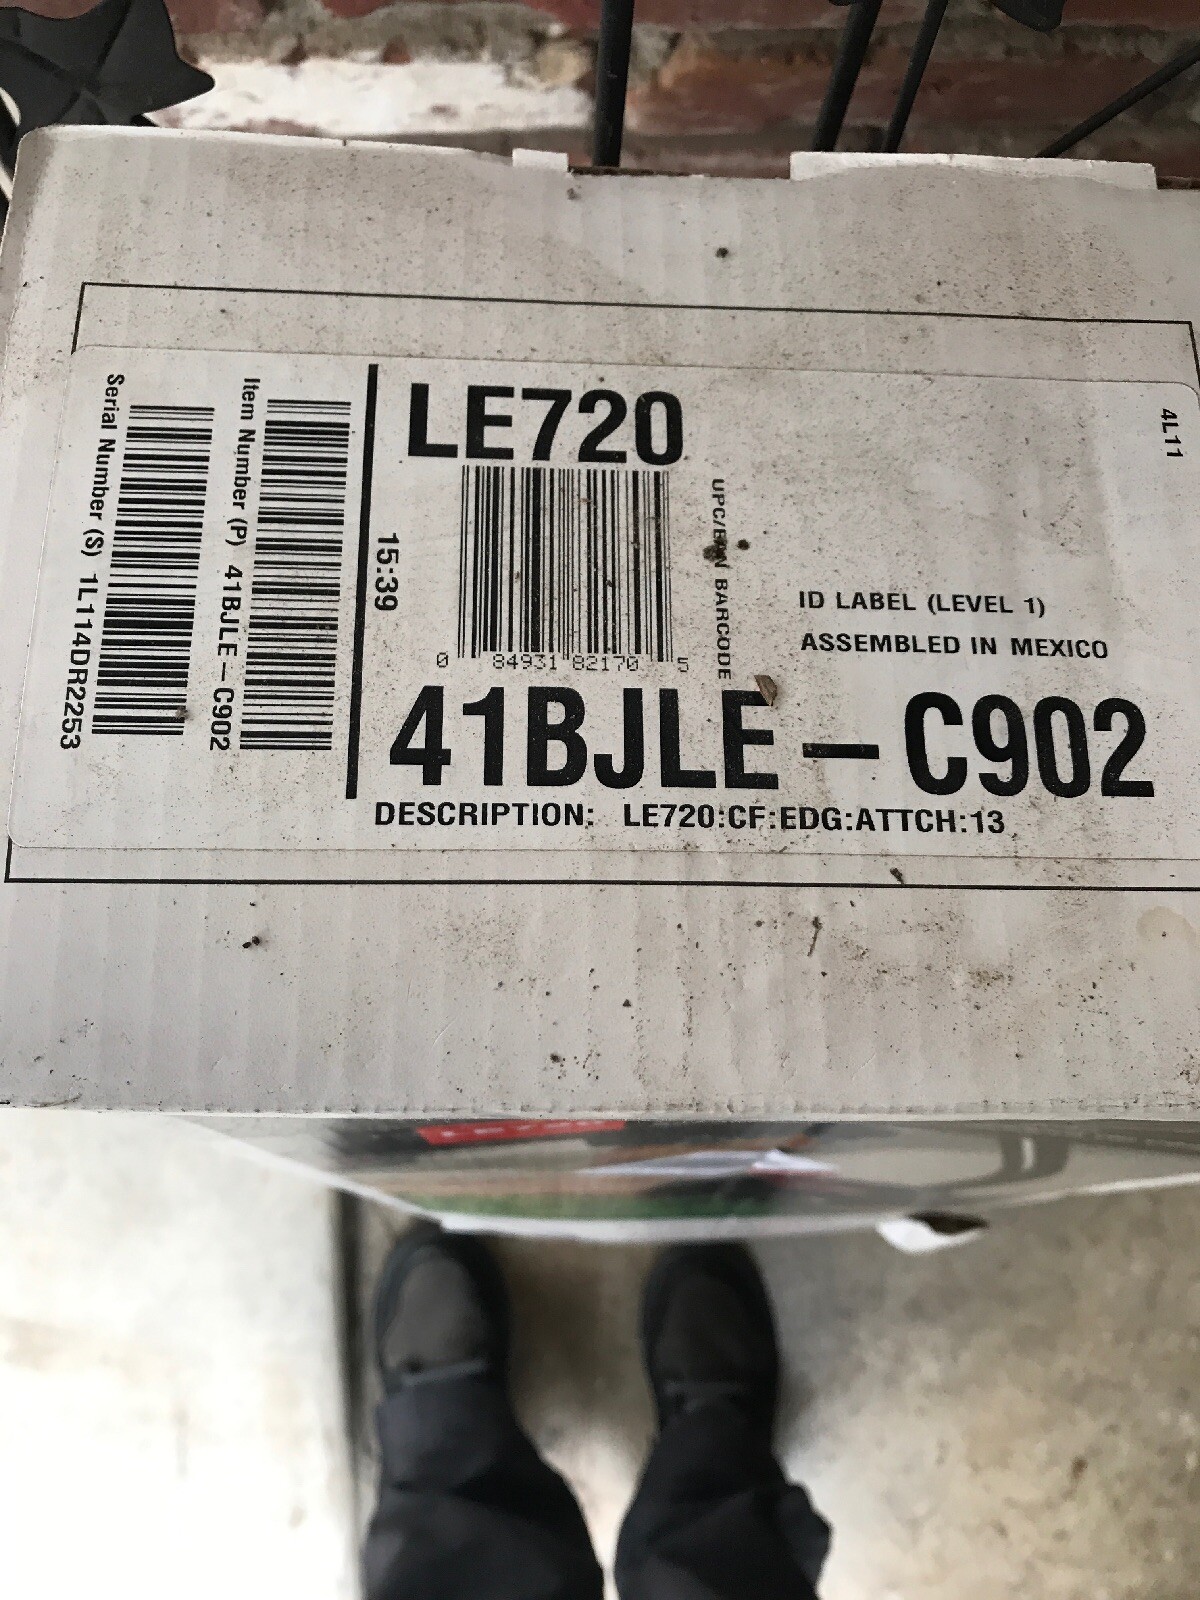 LE720
4L11
UPC/EAN BARCODE
0 84931 82170 5
15:39
ID LABEL (LEVEL 1)
ASSEMBLED IN MEXICO
41BJLE-C902
DESCRIPTION: LE720:CF:EDG:ATTCH:13
Item Number (P) 41BJLE-C902
Serial Number (S) 1L114DR2253